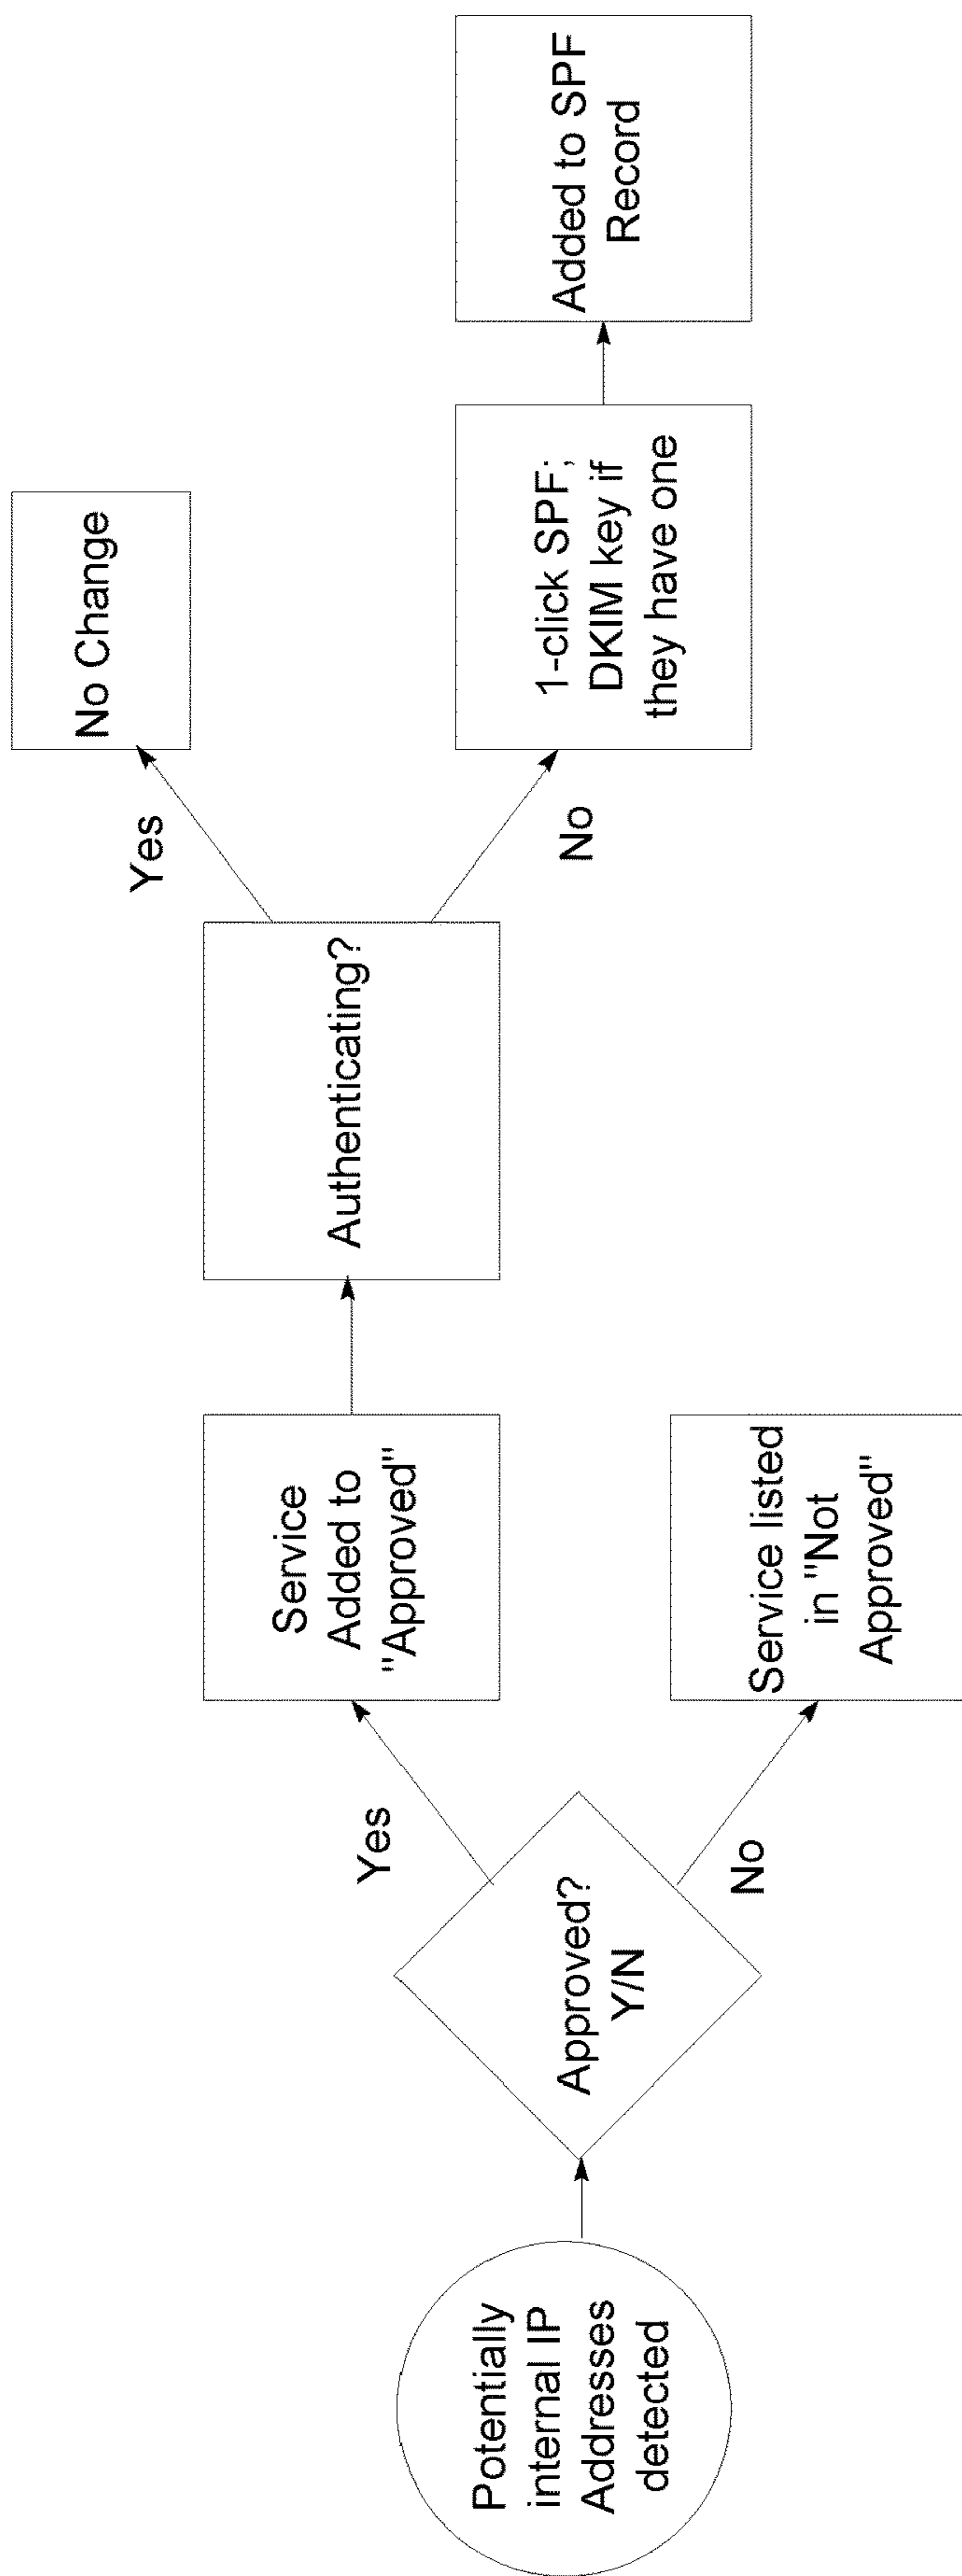 Potentially
internal IP
Addresses
detected
Approved?
Y/N
Yes
No
Service
Added to
"Approved"
Service listed
in "Not
Approved"
Authenticating?
Yes
No
No Change
1-click SPF;
DKIM key if
they have one
Added to SPF
Record